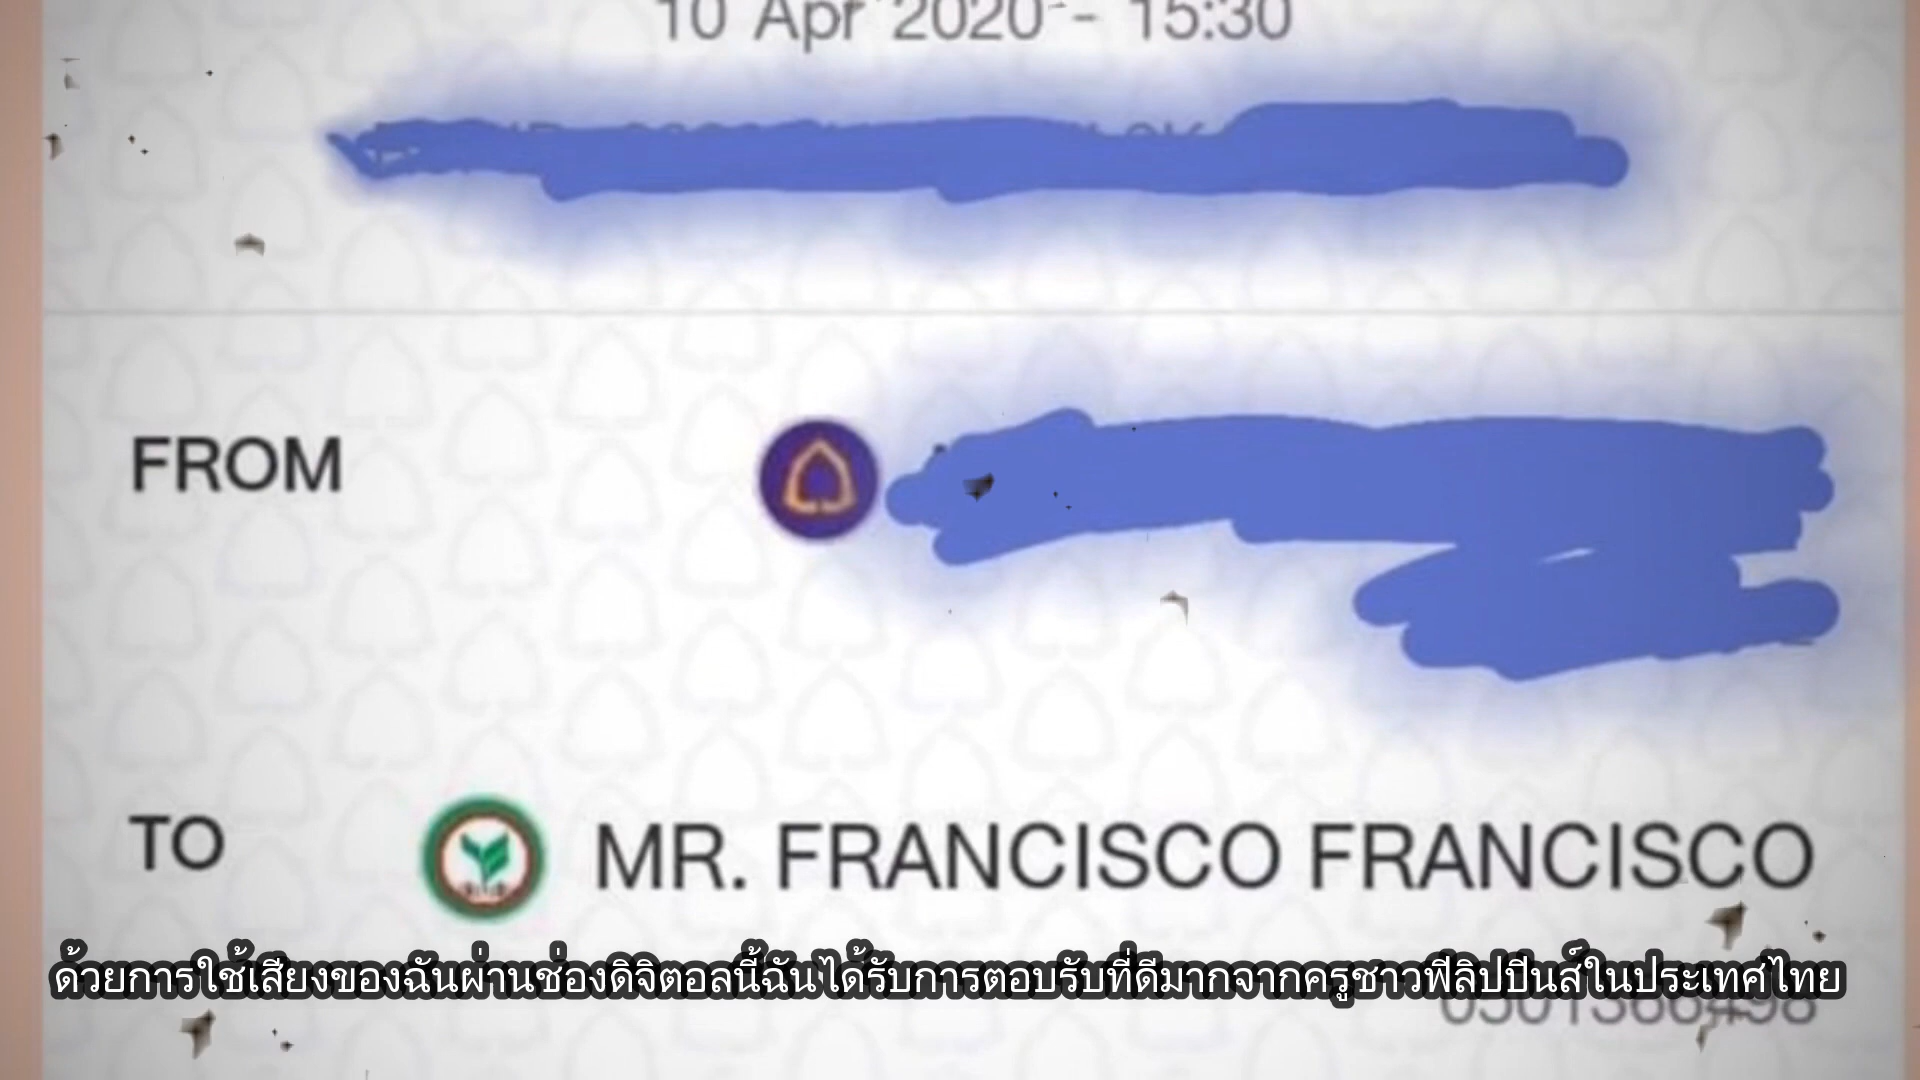 10 Apr 2020 - 15:30
FROM
TO
MR. FRANCISCO FRANCISCO
ด้วยการใช้เสียงของฉันผ่านช่องดิจิตอลนี้ฉันได้รับการตอบรับที่ดีมากจากครูชาวฟีลิปปีนส์ในประเทศไทย